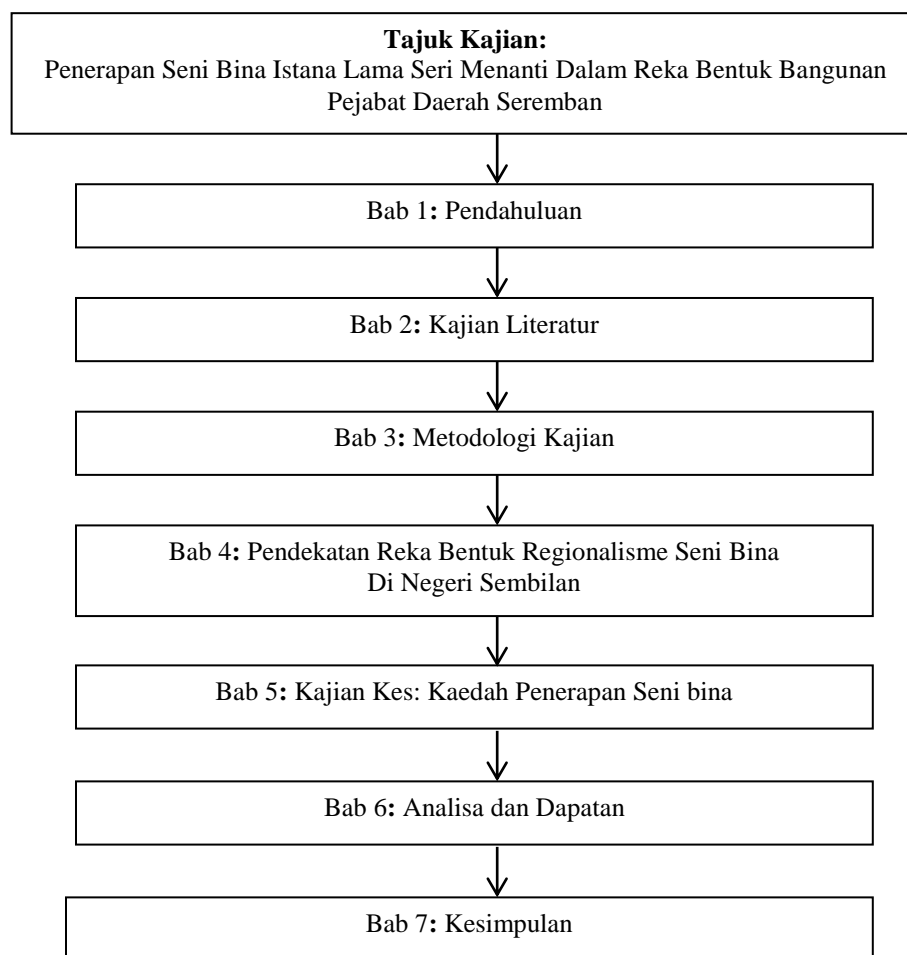 Tajuk Kajian:
Penerapan Seni Bina Istana Lama Seri Menanti Dalam Reka Bentuk Bangunan
Pejabat Daerah Seremban
Bab 1: Pendahuluan
Bab 2: Kajian Literatur
Bab 3: Metodologi Kajian
Bab 4: Pendekatan Reka Bentuk Regionalisme Seni Bina
Di Negeri Sembilan
Bab 5: Kajian Kes: Kaedah Penerapan Seni bina
Bab 6: Analisa dan Dapatan
Bab 7: Kesimpulan